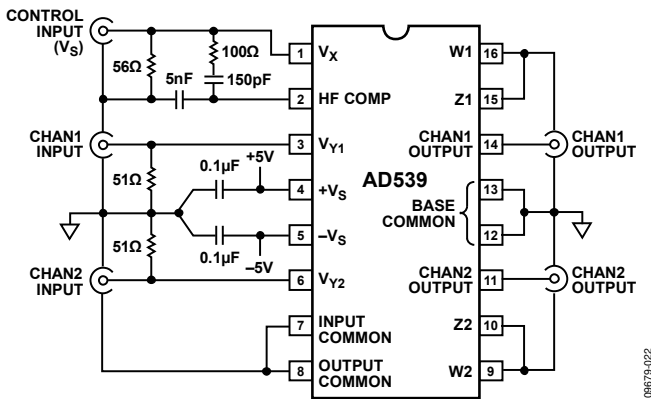 CONTROL
INPUT
(VS)
56Ω
100Ω
5nF
150pF
1
VX
W1
16
2
HF COMP
Z1
15
CHAN1
INPUT
3
VY1
CHAN1
OUTPUT
14
CHAN1
OUTPUT
51Ω
0.1µF
+5V
4
+VS
AD539
13
BASE
COMMON
5
–VS
12
51Ω
0.1µF
–5V
CHAN2
INPUT
6
VY2
CHAN2
OUTPUT
11
CHAN2
OUTPUT
7
INPUT
COMMON
Z2
10
8
OUTPUT
COMMON
W2
9
09679-022